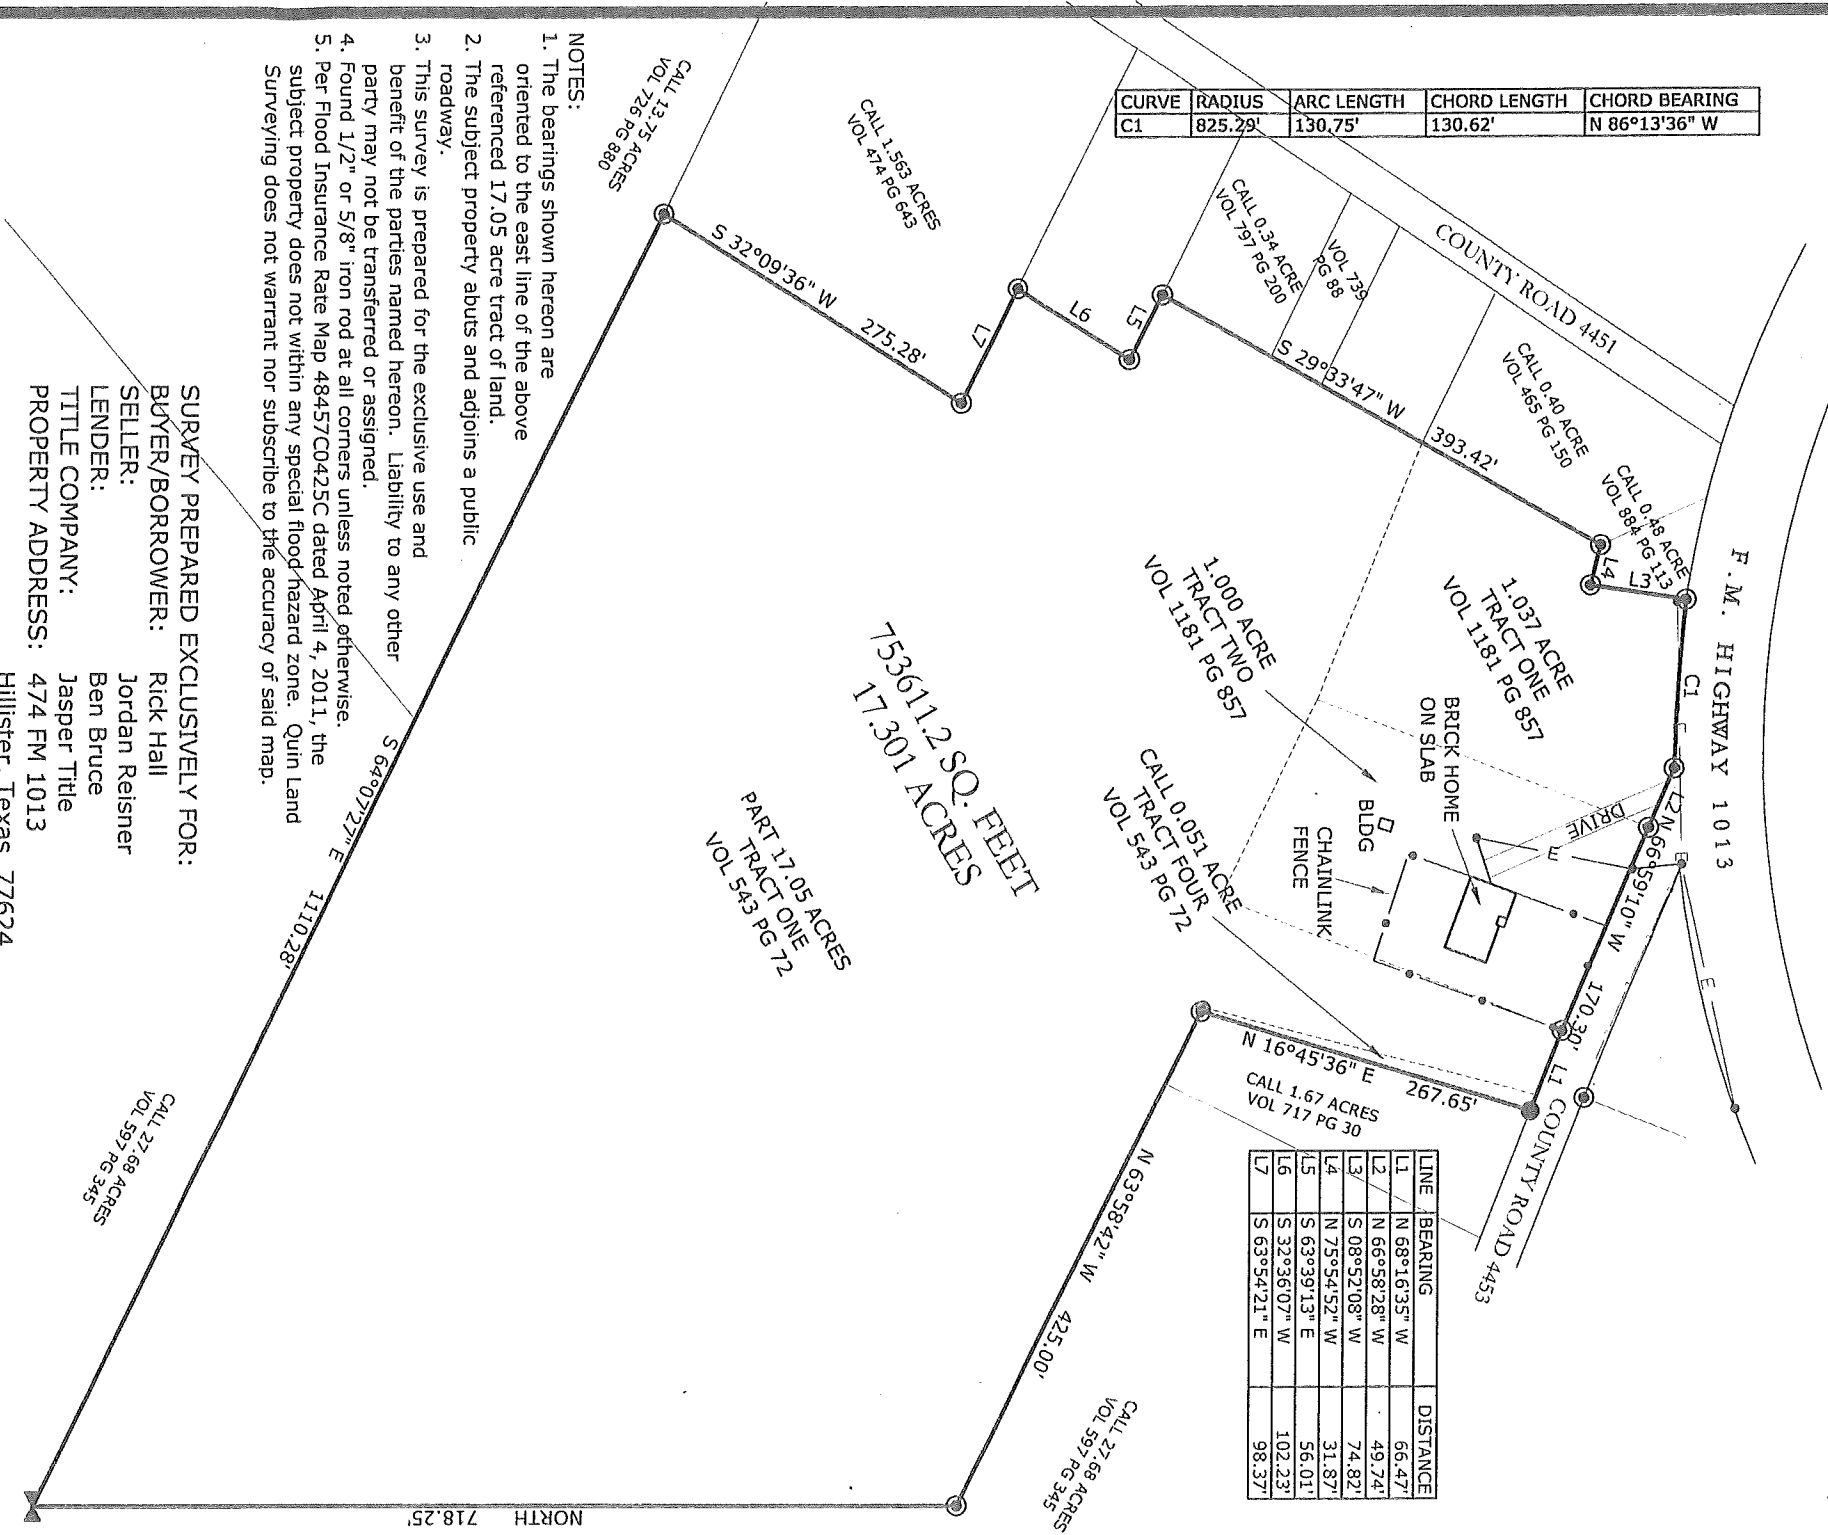 CURVE RADIUS ARC LENGTH CHORD LENGTH CHORD BEARING
C1 825.29' 130.75' 130.62' N 86°13'36" W
NOTES:
1. The bearings shown hereon are
oriented to the east line of the above
referenced 17.05 acre tract of land.
2. The subject property abuts and adjoins a public
roadway.
3. This survey is prepared for the exclusive use and
benefit of the parties named hereon. Liability to any other
party may not be transferred or assigned.
4. Found 1/2" or 5/8" iron rod at all corners unless noted otherwise.
5. Per Flood Insurance Rate Map 48457C0425C dated April 4, 2011, the
subject property does not within any special flood hazard zone. Quin Land
Surveying does not warrant nor subscribe to the accuracy of said map.
SURVEY PREPARED EXCLUSIVELY FOR:
BUYER/BORROWER: Rick Hall
SELLER: Jordan Reisner
LENDER: Ben Bruce
TITLE COMPANY: Jasper Title
PROPERTY ADDRESS: 474 FM 1013
Hillister, Texas 77624
CALL 13.75 ACRES
VOL 726 PG 880
CALL 1.563 ACRES
VOL 474 PG 643
CALL 0.34 ACRE
VOL 797 PG 200
VOL 739
PG 88
COUNTY ROAD 4451
CALL 0.40 ACRE
VOL 465 PG 150
CALL 0.48 ACRE
VOL 884 PG 113
F.M. HIGHWAY 1013
S 32°09'36" W 275.28'
L7
L6
L5
S 29°33'47" W 393.42'
L4
L3
C1
L2
N 66°59'10" W 170.30'
L1
COUNTY ROAD 4453
1.037 ACRE
TRACT ONE
VOL 1181 PG 857
1.000 ACRE
TRACT TWO
VOL 1181 PG 857
BRICK HOME
ON SLAB
DRIVE
E
E
BLDG
CHAINLINK
FENCE
CALL 0.051 ACRE
TRACT FOUR
VOL 543 PG 72
753611.2 SQ. FEET
17.301 ACRES
PART 17.05 ACRES
TRACT ONE
VOL 543 PG 72
N 16°45'36" E 267.65'
CALL 1.67 ACRES
VOL 717 PG 30
N 63°58'42" W 425.00'
CALL 27.68 ACRES
VOL 597 PG 345
NORTH 718.25'
S 64°07'27" E 1110.28'
CALL 27.68 ACRES
VOL 597 PG 345
LINE BEARING DISTANCE
L1 N 68°16'35" W 66.47'
L2 N 66°58'28" W 49.74'
L3 S 08°52'08" W 74.82'
L4 N 75°54'52" W 31.87'
L5 S 63°39'13" E 56.01'
L6 S 32°36'07" W 102.23'
L7 S 63°54'21" E 98.37'